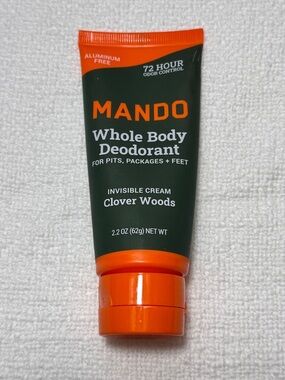 ALUMINUM
FREE
72 HOUR
ODOR CONTROL
MANDO
Whole Body
Deodorant
FOR PITS, PACKAGES + FEET
INVISIBLE CREAM
Clover Woods
2.2 OZ (62g) NET WT